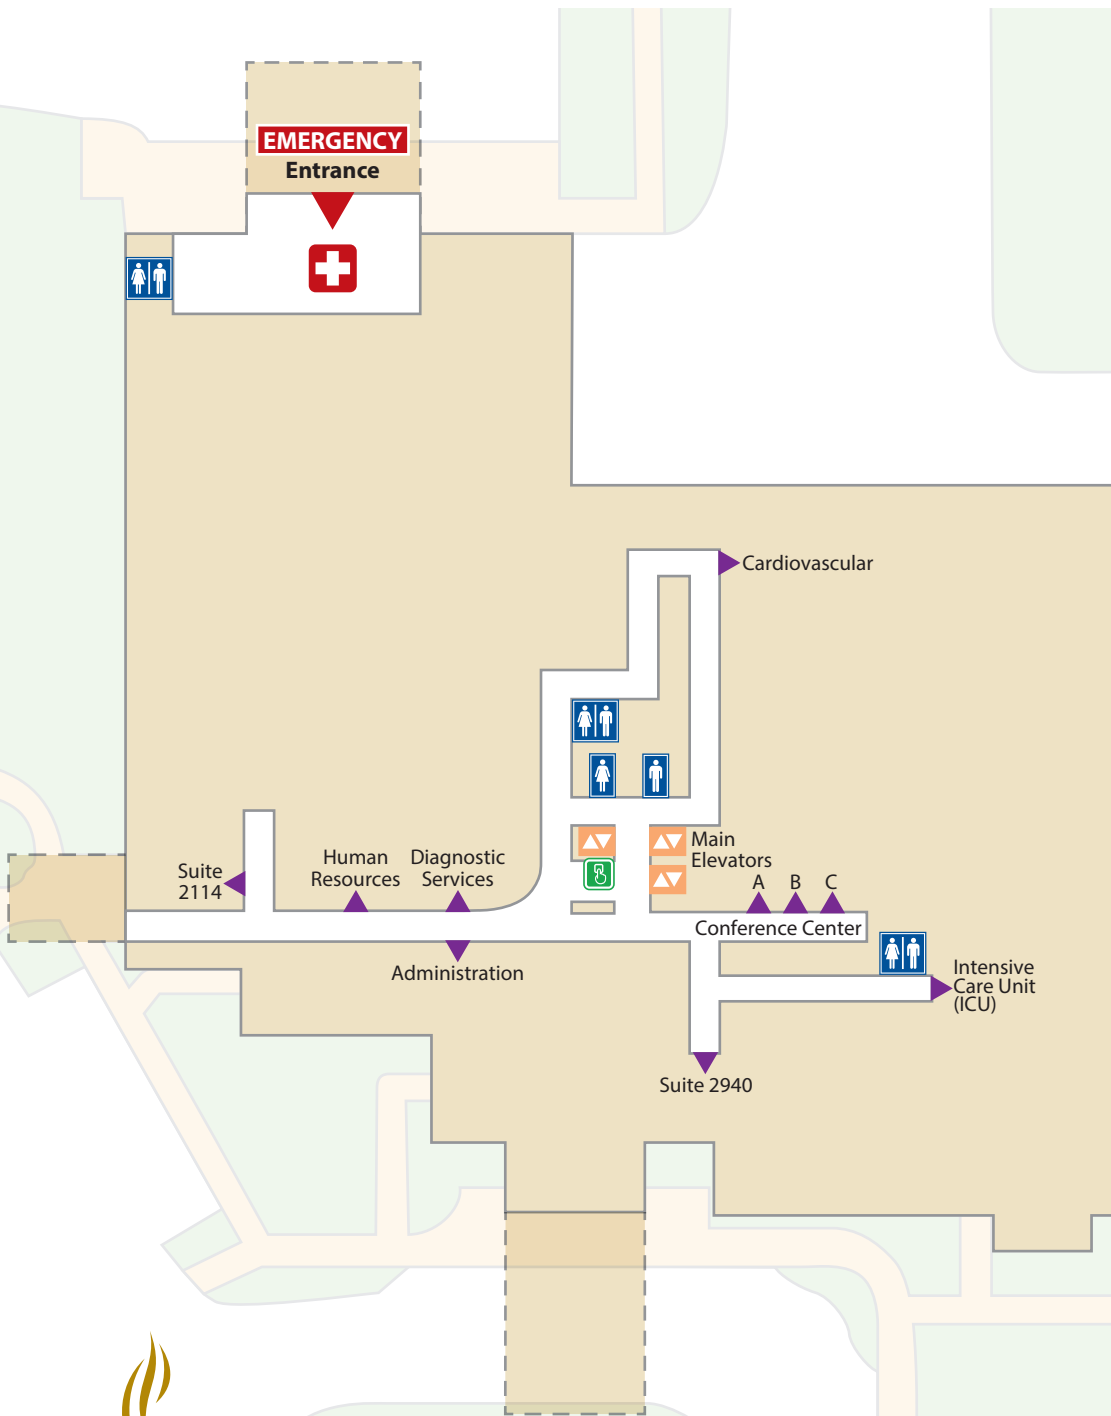 EMERGENCY
Entrance
Cardiovascular
Main
Elevators
Suite
2114
Human
Resources
Diagnostic
Services
A
B
C
Conference Center
Administration
Intensive
Care Unit
(ICU)
Suite 2940